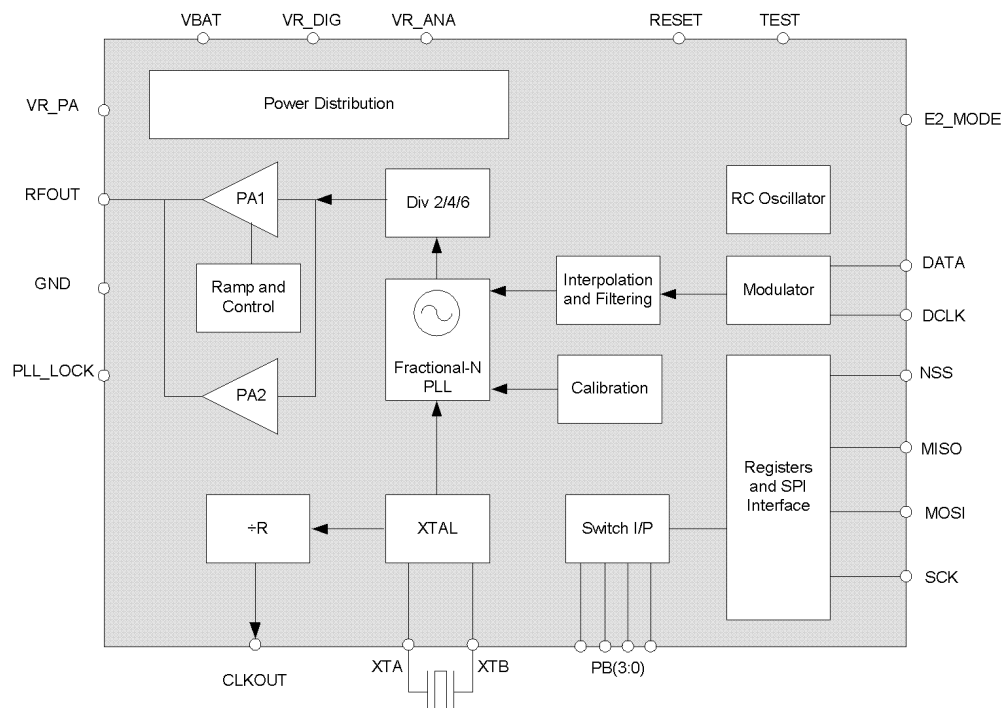 VBAT
VR_DIG
VR_ANA
RESET
TEST
VR_PA
Power Distribution
E2_MODE
RFOUT
PA1
Div 2/4/6
RC Oscillator
GND
Ramp and
Control
Interpolation
and Filtering
Modulator
DATA
DCLK
PLL_LOCK
PA2
Fractional-N
PLL
Calibration
NSS
MISO
Registers
and SPI
Interface
MOSI
SCK
÷R
XTAL
Switch I/P
CLKOUT
XTA
XTB
PB(3:0)